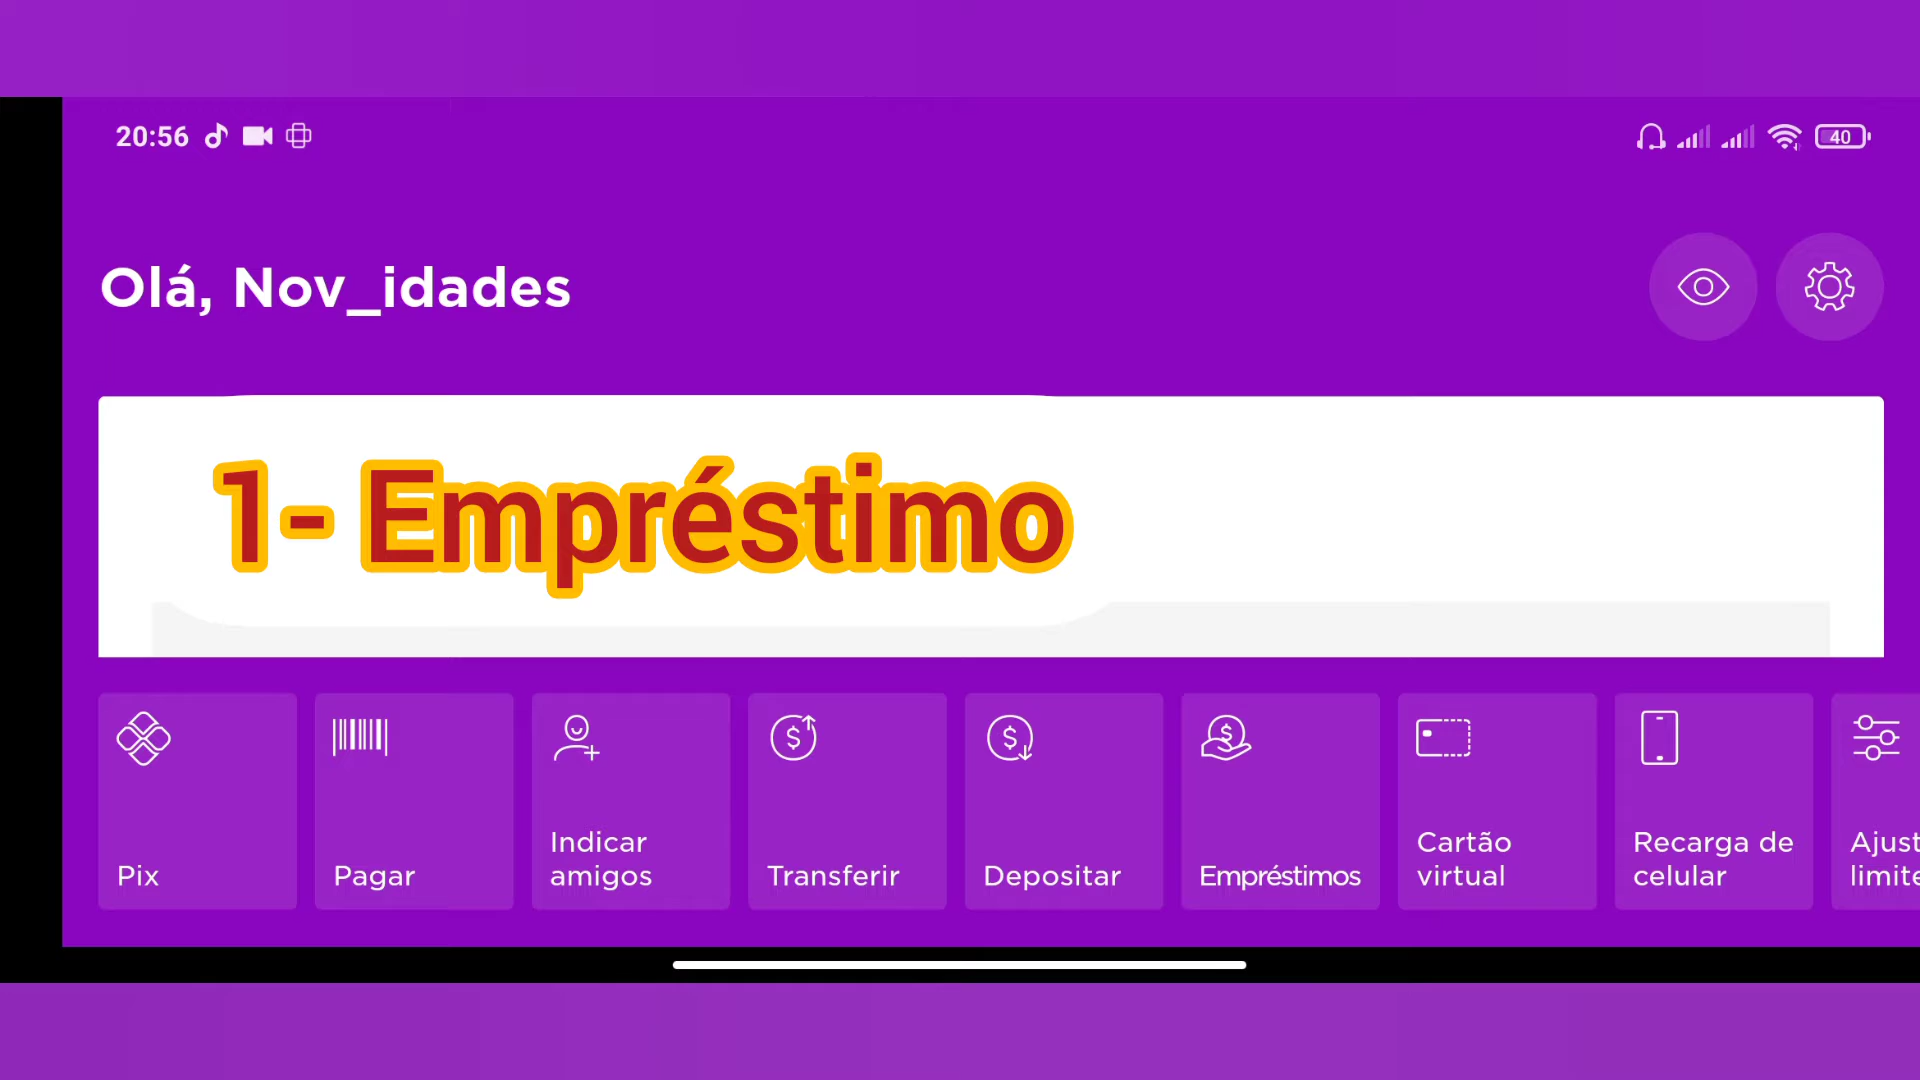 20:56
40
Olá, Nov_idades
1- Empréstimo
Pix
Pagar
Indicar
amigos
Transferir
Depositar
Empréstimos
Cartão
virtual
Recarga de
celular
Ajust
limite